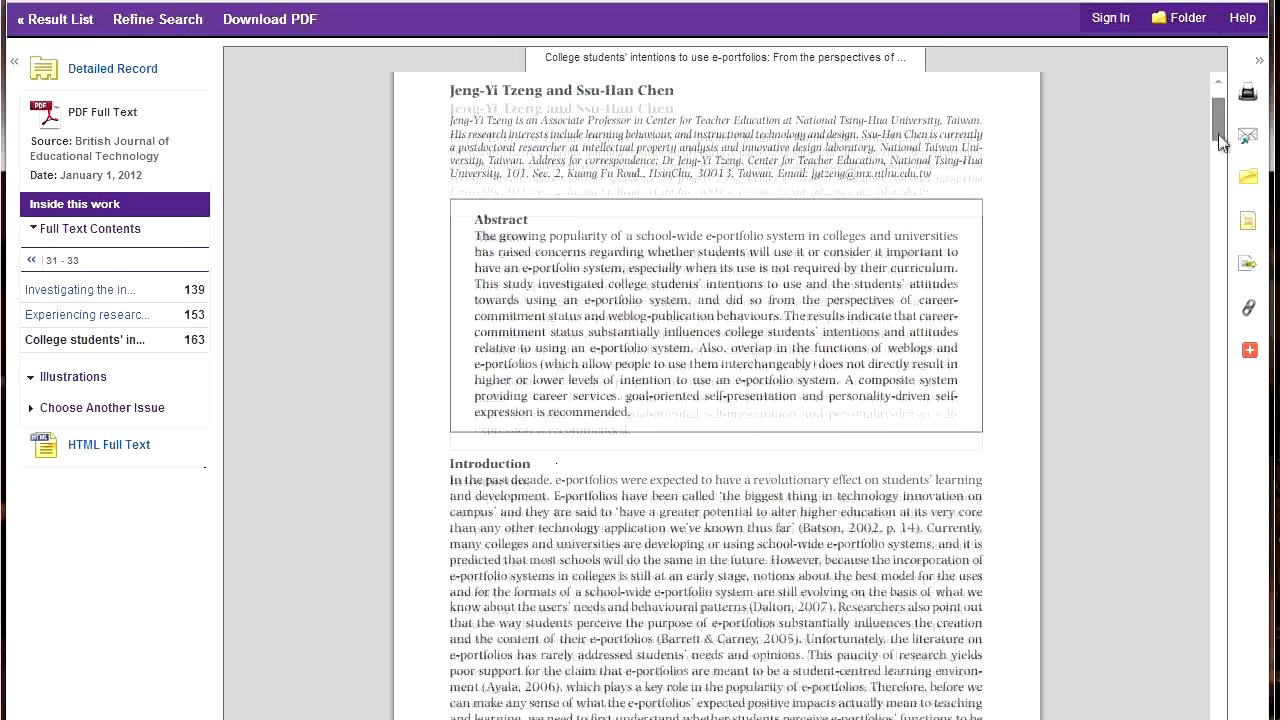 « Result List Refine Search Download PDF Sign In Folder Help
« College students' intentions to use e-portfolios: From the perspectives of ... »
Detailed Record
PDF Full Text
Source: British Journal of
Educational Technology
Date: January 1, 2012
Inside this work
Full Text Contents
« 31 - 33
Investigating the in... 139
Experiencing researc... 153
College students' in... 163
Illustrations
Choose Another Issue
HTML Full Text
Jeng-Yi Tzeng and Ssu-Han Chen
Jeng-Yi Tzeng is an Associate Professor in Center for Teacher Education at National Tsing-Hua University, Taiwan.
His research interests include learning behaviour, and instructional technology and design. Ssu-Han Chen is currently
a postdoctoral researcher at intellectual property analysis and innovative design laboratory, National Taiwan Uni-
versity, Taiwan. Address for correspondence: Dr Jeng-Yi Tzeng, Center for Teacher Education, National Tsing-Hua
University, 101, Sec. 2, Kuang Fu Road., HsinChu, 30013, Taiwan. Email: jytzeng@mx.nthu.edu.tw
Abstract
The growing popularity of a school-wide e-portfolio system in colleges and universities
has raised concerns regarding whether students will use it or consider it important to
have an e-portfolio system, especially when its use is not required by their curriculum.
This study investigated college students' intentions to use and the students' attitudes
towards using an e-portfolio system, and did so from the perspectives of career-
commitment status and weblog-publication behaviours. The results indicate that career-
commitment status substantially influences college students' intentions and attitudes
relative to using an e-portfolio system. Also, overlap in the functions of weblogs and
e-portfolios (which allow people to use them interchangeably) does not directly result in
higher or lower levels of intention to use an e-portfolio system. A composite system
providing career services, goal-oriented self-presentation and personality-driven self-
expression is recommended.
Introduction
In the past decade, e-portfolios were expected to have a revolutionary effect on students' learning
and development. E-portfolios have been called 'the biggest thing in technology innovation on
campus' and they are said to 'have a greater potential to alter higher education at its very core
than any other technology application we've known thus far' (Batson, 2002, p. 14). Currently,
many colleges and universities are developing or using school-wide e-portfolio systems, and it is
predicted that most schools will do the same in the future. However, because the incorporation of
e-portfolio systems in colleges is still at an early stage, notions about the best model for the uses
and for the formats of a school-wide e-portfolio system are still evolving on the basis of what we
know about the users' needs and behavioural patterns (Dalton, 2007). Researchers also point out
that the way students perceive the purpose of e-portfolios substantially influences the creation
and the content of their e-portfolios (Barrett & Carney, 2005). Unfortunately, the literature on
e-portfolios has rarely addressed students' needs and opinions. This paucity of research yields
poor support for the claim that e-portfolios are meant to be a student-centred learning environ-
ment (Ayala, 2006), which plays a key role in the popularity of e-portfolios. Therefore, before we
can make any sense of what the e-portfolios' expected positive impacts actually mean to teaching
and learning, we need to first understand whether students perceive e-portfolios' functions to be